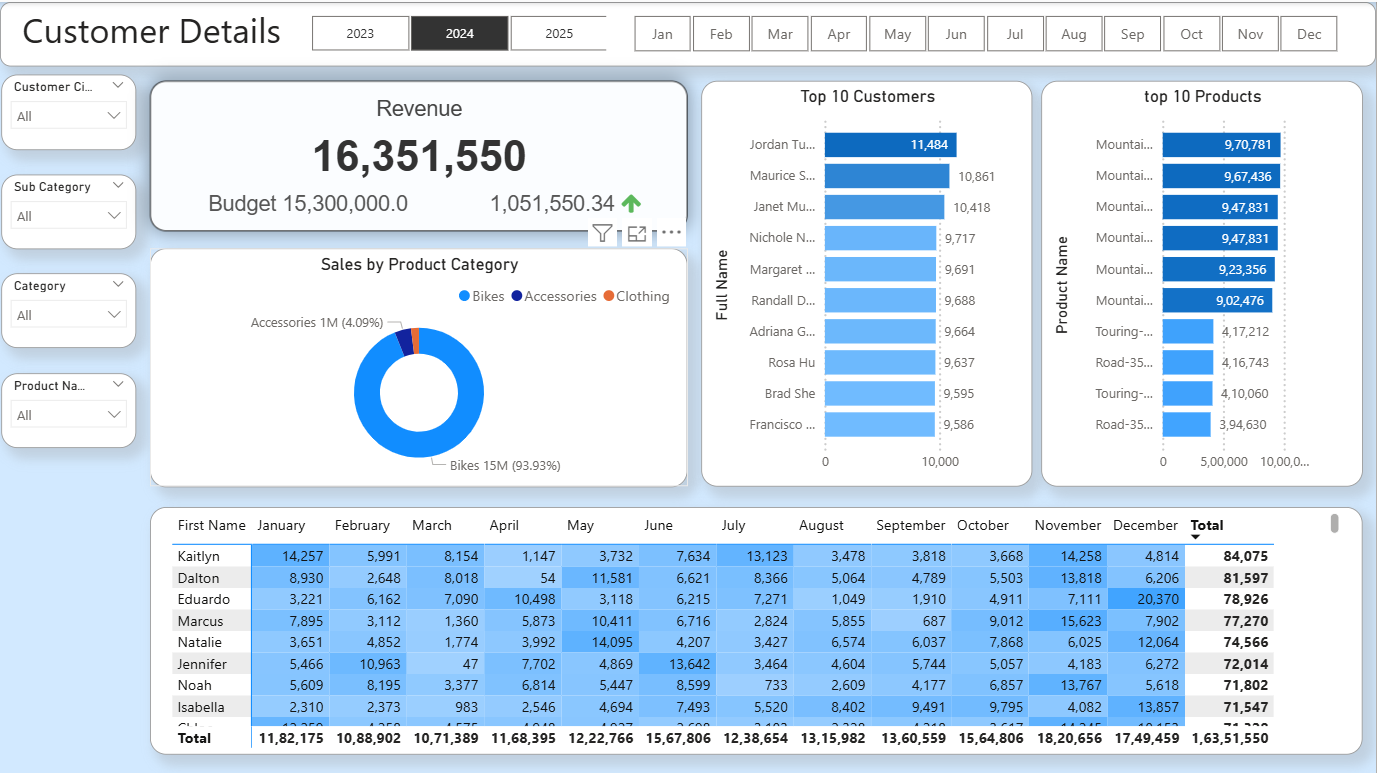 Customer Details
2023 2024 2025
Jan Feb Mar Apr May Jun Jul Aug Sep Oct Nov Dec
Customer Ci...
All
Sub Category
All
Category
All
Product Na...
All
Revenue
16,351,550
Budget 15,300,000.0 1,051,550.34
Sales by Product Category
Bikes Accessories Clothing
Accessories 1M (4.09%)
Bikes 15M (93.93%)
Top 10 Customers
Full Name
Jordan Tu... 11,484
Maurice S... 10,861
Janet Mu... 10,418
Nichole N... 9,717
Margaret ... 9,691
Randall D... 9,688
Adriana G... 9,664
Rosa Hu 9,637
Brad She 9,595
Francisco ... 9,586
0 10,000
top 10 Products
Product Name
Mountai... 9,70,781
Mountai... 9,67,436
Mountai... 9,47,831
Mountai... 9,47,831
Mountai... 9,23,356
Mountai... 9,02,476
Touring-... 4,17,212
Road-35... 4,16,743
Touring-... 4,10,060
Road-35... 3,94,630
0 5,00,000 10,00,0...
First Name January February March April May June July August September October November December Total
Kaitlyn 14,257 5,991 8,154 1,147 3,732 7,634 13,123 3,478 3,818 3,668 14,258 4,814 84,075
Dalton 8,930 2,648 8,018 54 11,581 6,621 8,366 5,064 4,789 5,503 13,818 6,206 81,597
Eduardo 3,221 6,162 7,090 10,498 3,118 6,215 7,271 1,049 1,910 4,911 7,111 20,370 78,926
Marcus 7,895 3,112 1,360 5,873 10,411 6,716 2,824 5,855 687 9,012 15,623 7,902 77,270
Natalie 3,651 4,852 1,774 3,992 14,095 4,207 3,427 6,574 6,037 7,868 6,025 12,064 74,566
Jennifer 5,466 10,963 47 7,702 4,869 13,642 3,464 4,604 5,744 5,057 4,183 6,272 72,014
Noah 5,609 8,195 3,377 6,814 5,447 8,599 733 2,609 4,177 6,857 13,767 5,618 71,802
Isabella 2,310 2,373 983 2,546 4,694 7,493 5,520 8,402 9,491 9,795 4,082 13,857 71,547
Total 11,82,175 10,88,902 10,71,389 11,68,395 12,22,766 15,67,806 12,38,654 13,15,982 13,60,559 15,64,806 18,20,656 17,49,459 1,63,51,550